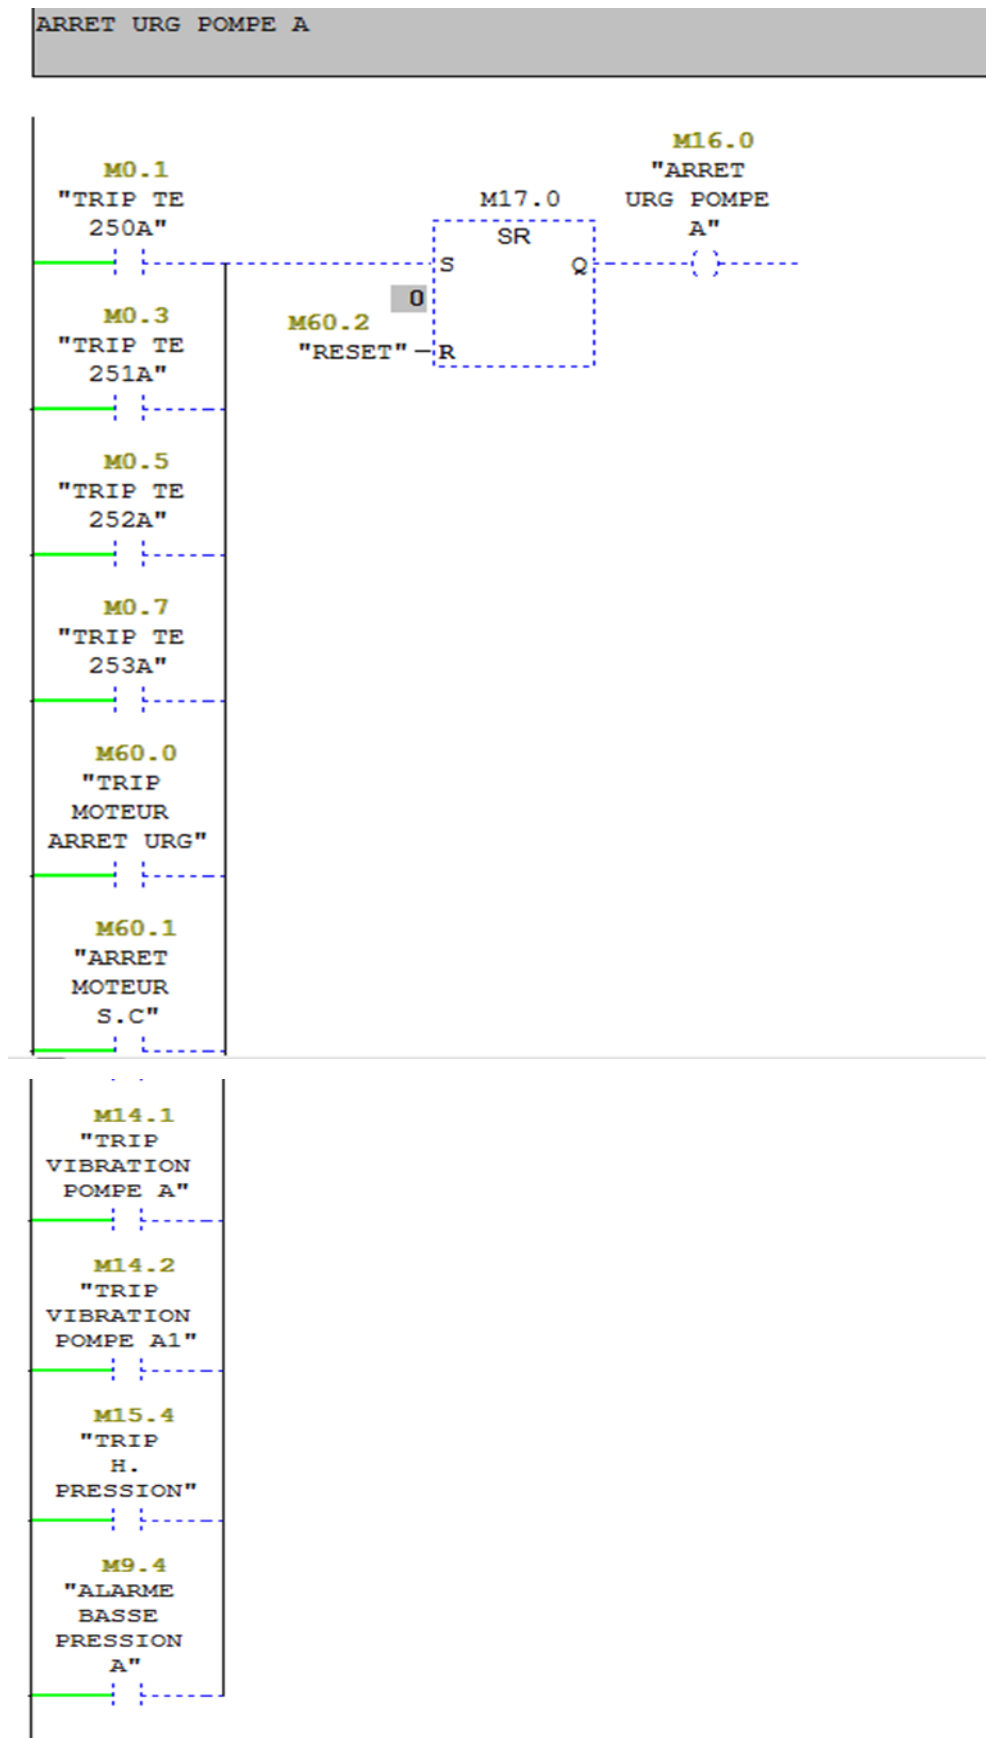 ARRET URG POMPE A
M0.1
"TRIP TE
250A"
M17.0
SR
S
Q
0
M60.2
"RESET"
R
M16.0
"ARRET
URG POMPE
A"
M0.3
"TRIP TE
251A"
M0.5
"TRIP TE
252A"
M0.7
"TRIP TE
253A"
M60.0
"TRIP
MOTEUR
ARRET URG"
M60.1
"ARRET
MOTEUR
S.C"
M14.1
"TRIP
VIBRATION
POMPE A"
M14.2
"TRIP
VIBRATION
POMPE A1"
M15.4
"TRIP
H.
PRESSION"
M9.4
"ALARME
BASSE
PRESSION
A"